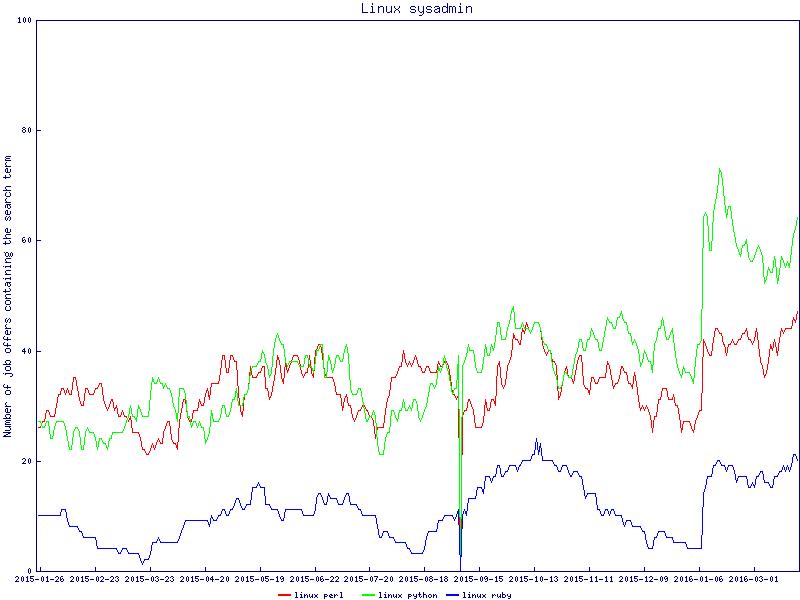 Linux sysadmin
100
80
60
40
20
0
Number of job offers containing the search term
2015-01-26 2015-02-23 2015-03-23 2015-04-20 2015-05-19 2015-06-22 2015-07-20 2015-08-18 2015-09-15 2015-10-13 2015-11-11 2015-12-09 2016-01-06 2016-03-01
linux perl linux python linux ruby